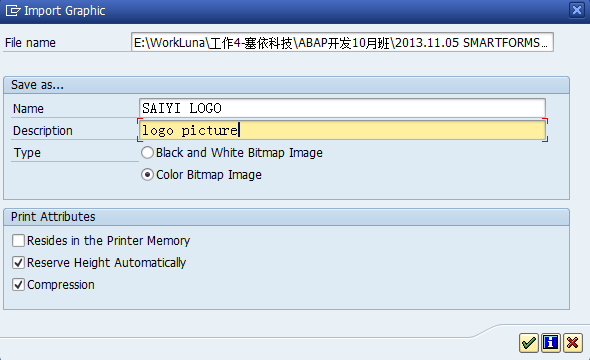 Import Graphic
File name E:\WorkLuna\工作4-塞依科技\ABAP开发10月班\2013.11.05 SMARTFORMS...
Save as...
Name SAIYI LOGO
Description logo picture
Type Black and White Bitmap Image
Color Bitmap Image
Print Attributes
Resides in the Printer Memory
Reserve Height Automatically
Compression